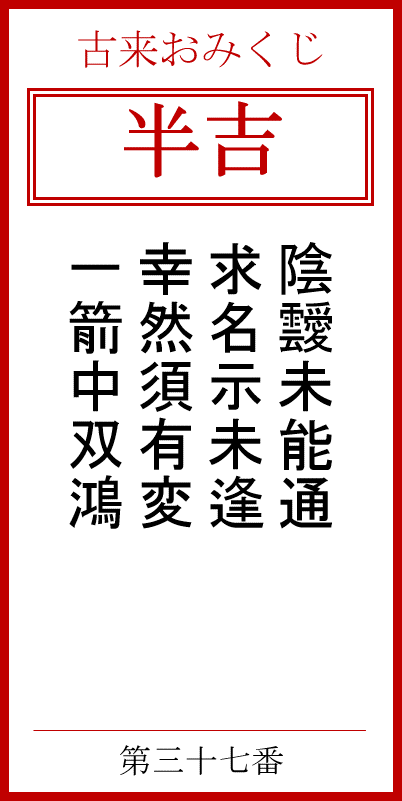 古来おみくじ
半吉
陰靉未能通
求名示未逢
幸然須有変
一箭中双鴻
第三十七番